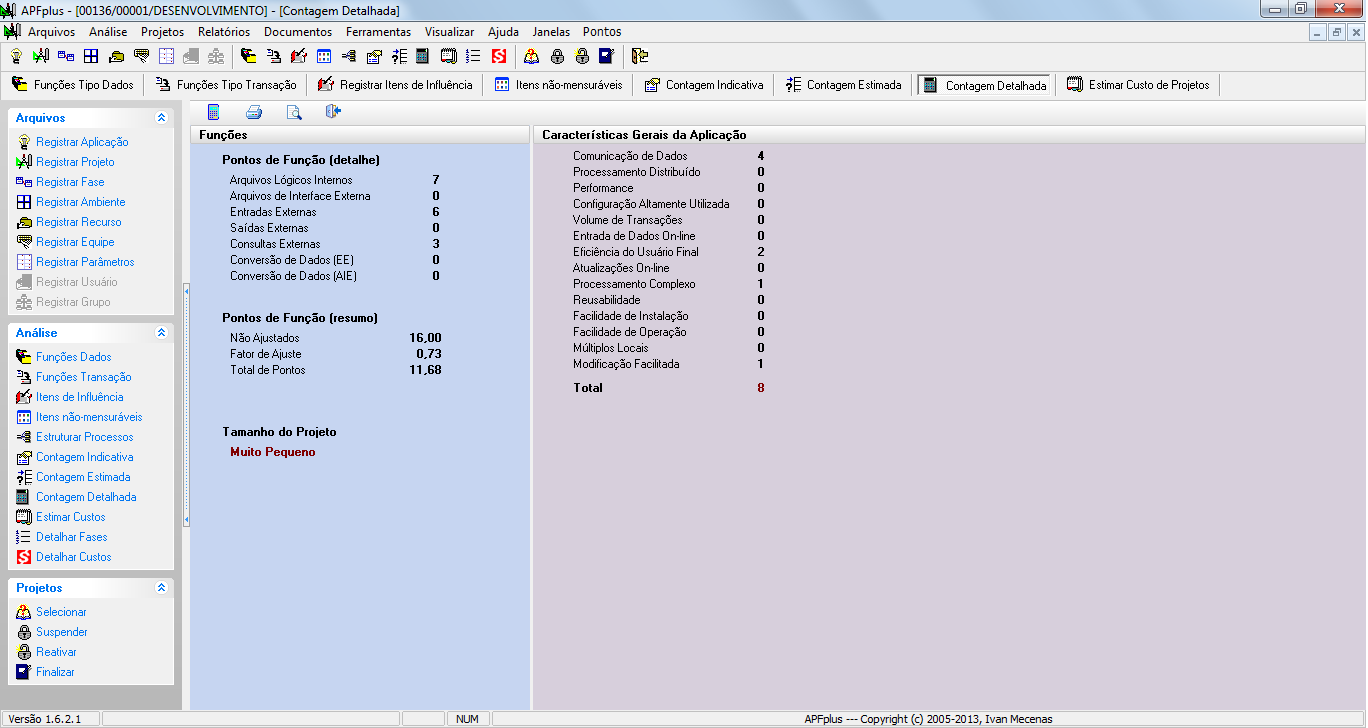 APFplus - [00136/00001/DESENVOLVIMENTO] - [Contagem Detalhada]
Arquivos Análise Projetos Relatórios Documentos Ferramentas Visualizar Ajuda Janelas Pontos
Funções Tipo Dados Funções Tipo Transação Registrar Itens de Influência Itens não-mensuráveis Contagem Indicativa Contagem Estimada Contagem Detalhada Estimar Custo de Projetos
Arquivos
Registrar Aplicação
Registrar Projeto
Registrar Fase
Registrar Ambiente
Registrar Recurso
Registrar Equipe
Registrar Parâmetros
Registrar Usuário
Registrar Grupo
Análise
Funções Dados
Funções Transação
Itens de Influência
Itens não-mensuráveis
Estruturar Processos
Contagem Indicativa
Contagem Estimada
Contagem Detalhada
Estimar Custos
Detalhar Fases
Detalhar Custos
Projetos
Selecionar
Suspender
Reativar
Finalizar
Funções
Pontos de Função (detalhe)
Arquivos Lógicos Internos 7
Arquivos de Interface Externa 0
Entradas Externas 6
Saídas Externas 0
Consultas Externas 3
Conversão de Dados (EE) 0
Conversão de Dados (AIE) 0
Pontos de Função (resumo)
Não Ajustados 16,00
Fator de Ajuste 0,73
Total de Pontos 11,68
Tamanho do Projeto
Muito Pequeno
Características Gerais da Aplicação
Comunicação de Dados 4
Processamento Distribuído 0
Performance 0
Configuração Altamente Utilizada 0
Volume de Transações 0
Entrada de Dados On-line 0
Eficiência do Usuário Final 2
Atualizações On-line 0
Processamento Complexo 1
Reusabilidade 0
Facilidade de Instalação 0
Facilidade de Operação 0
Múltiplos Locais 0
Modificação Facilitada 1
Total 8
Versão 1.6.2.1 NUM APFplus --- Copyright (c) 2005-2013, Ivan Mecenas